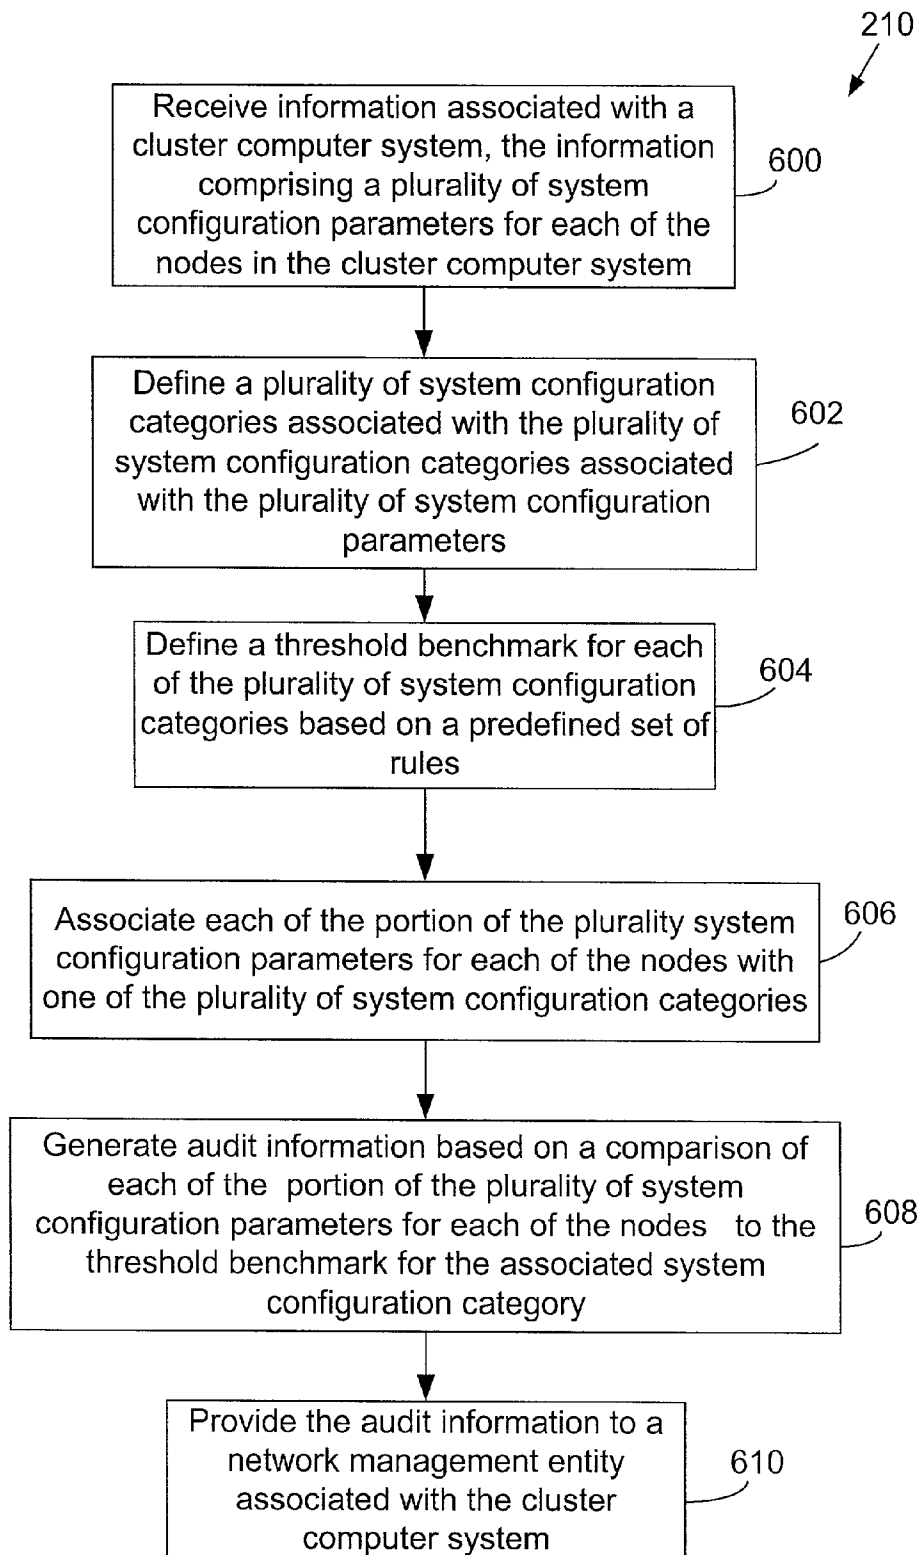 210
Receive information associated with a
cluster computer system, the information
comprising a plurality of system
configuration parameters for each of the
nodes in the cluster computer system
600
Define a plurality of system configuration
categories associated with the plurality of
system configuration categories associated
with the plurality of system configuration
parameters
602
Define a threshold benchmark for each
of the plurality of system configuration
categories based on a predefined set of
rules
604
Associate each of the portion of the plurality system
configuration parameters for each of the nodes with
one of the plurality of system configuration categories
606
Generate audit information based on a comparison of
each of the portion of the plurality of system
configuration parameters for each of the nodes to the
threshold benchmark for the associated system
configuration category
608
Provide the audit information to a
network management entity
associated with the cluster
computer system
610